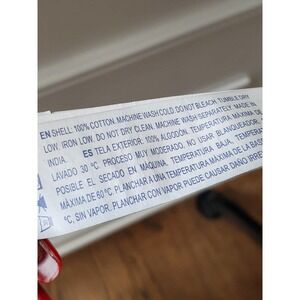 EN SHELL: 100% COTTON. MACHINE WASH COLD. DO NOT BLEACH. TUMBLE DRY
LOW. IRON LOW. DO NOT DRY CLEAN. MACHINE WASH SEPARATELY. MADE IN
INDIA. ES TELA EXTERIOR: 100% ALGODÓN. TEMPERATURA MÁXIMA DE
LAVADO 30 °C. PROCESO MUY MODERADO. NO USAR. BLANQUEADOR.
POSIBLE EL SECADO EN MÁQUINA. TEMPERATURA BAJA, TEMPERATURA
MÁXIMA DE 60 °C. PLANCHAR A UNA TEMPERATURA MÁXIMA DE LA BASE
°C. SIN VAPOR. PLANCHAR CON VAPOR PUEDE CAUSAR DAÑO IRRE